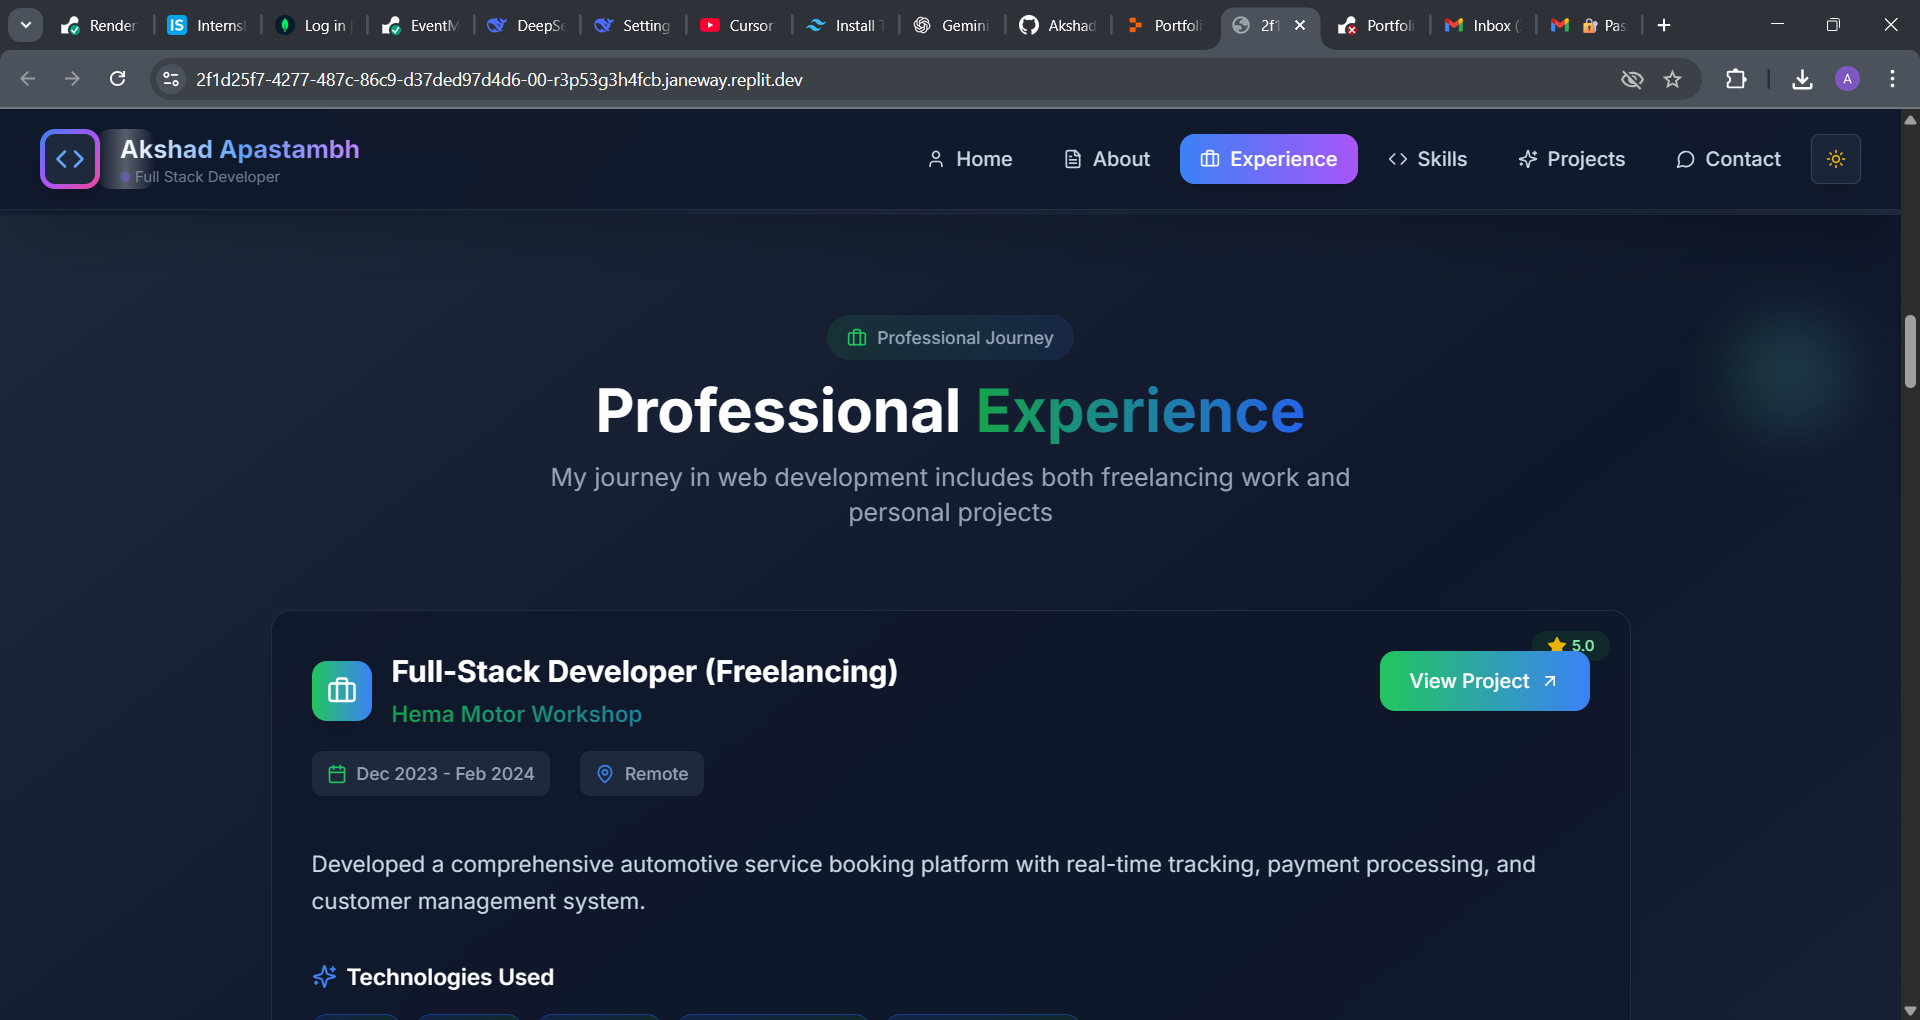 Render
IS
Interns
Log in
EventM
DeepSe
Setting
Cursor
Install T
Gemini
Akshad
Portfoli
2f1
Portfoli
Inbox (
Pas
2f1d25f7-4277-487c-86c9-d37ded97d4d6-00-r3p53g3h4fcb.janeway.replit.dev
A
Akshad Apastambh
Full Stack Developer
Home
About
Experience
Skills
Projects
Contact
Professional Journey
Professional Experience
My journey in web development includes both freelancing work and
personal projects
Full-Stack Developer (Freelancing)
5.0
View Project
Hema Motor Workshop
Dec 2023 - Feb 2024
Remote
Developed a comprehensive automotive service booking platform with real-time tracking, payment processing, and
customer management system.
Technologies Used